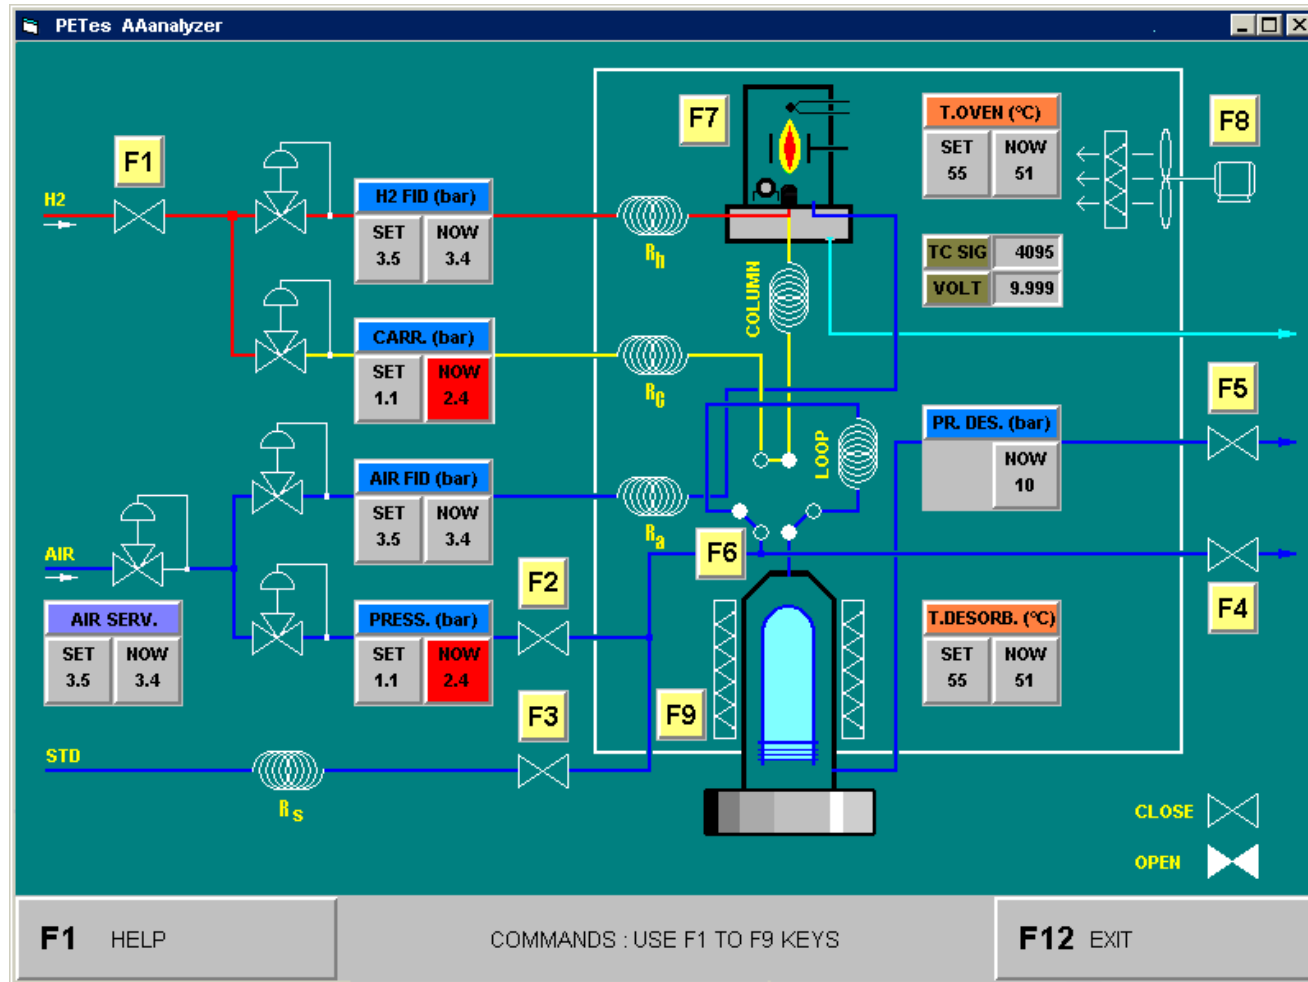 PETes AAanalyzer
F7
T.OVEN (°C)
F8
F1
SET NOW
55 51
H2
H2 FID (bar)
SET NOW
3.5 3.4
Rh
TC SIG 4095
VOLT 9.999
COLUMN
CARR. (bar)
SET NOW
1.1 2.4
RC
F5
PR. DES. (bar)
NOW
10
LOOP
AIR FID (bar)
SET NOW
3.5 3.4
Ra
AIR
F6
F2
F4
AIR SERV.
SET NOW
3.5 3.4
PRESS. (bar)
SET NOW
1.1 2.4
T.DESORB. (°C)
SET NOW
55 51
F3
F9
STD
RS
CLOSE
OPEN
F1 HELP
COMMANDS : USE F1 TO F9 KEYS
F12 EXIT